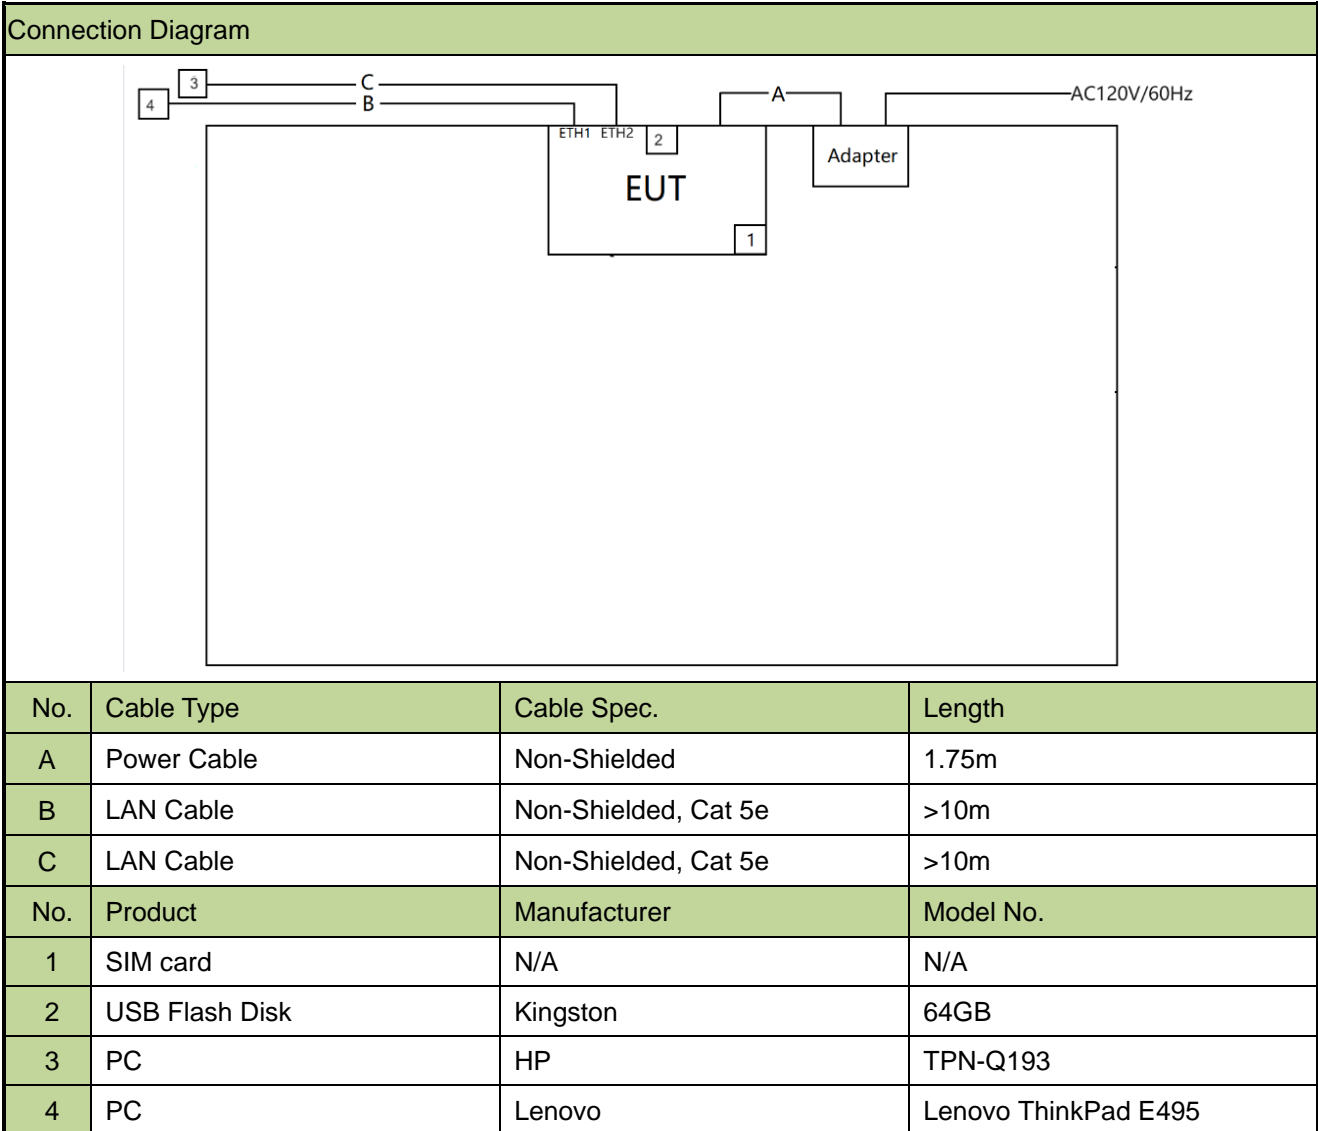 Connection Diagram
3 C
4 B A AC120V/60Hz
ETH1 ETH2 2 Adapter
EUT
1
No. Cable Type Cable Spec. Length
A Power Cable Non-Shielded 1.75m
B LAN Cable Non-Shielded, Cat 5e >10m
C LAN Cable Non-Shielded, Cat 5e >10m
No. Product Manufacturer Model No.
1 SIM card N/A N/A
2 USB Flash Disk Kingston 64GB
3 PC HP TPN-Q193
4 PC Lenovo Lenovo ThinkPad E495